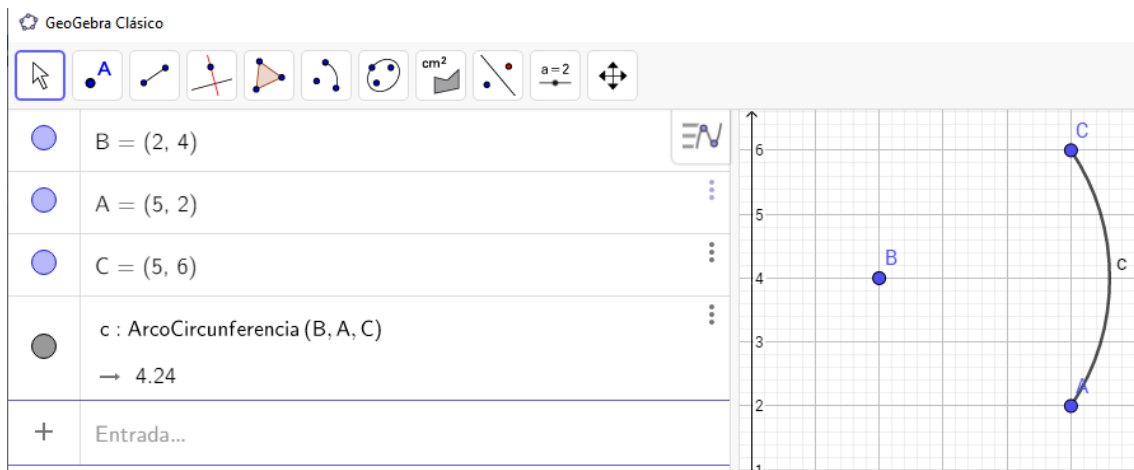 GeoGebra Clásico
A
cm²
a=2
B = (2, 4)
A = (5, 2)
C = (5, 6)
c : ArcoCircunferencia (B, A, C)
→ 4.24
+ Entrada...
6
5
4
3
2
1
C
B
c
A